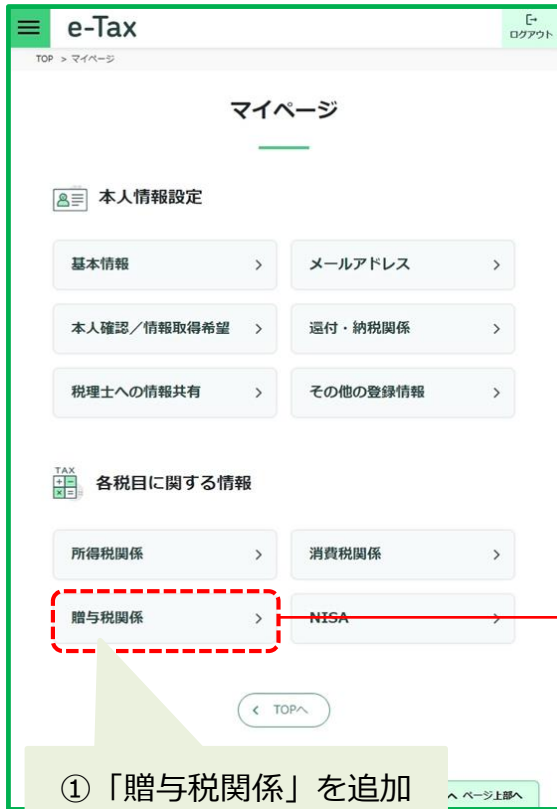 e-Tax
ログアウト
TOP > マイページ
マイページ
本人情報設定
基本情報 >
メールアドレス >
本人確認／情報取得希望 >
還付・納税関係 >
税理士への情報共有 >
その他の登録情報 >
TAX
各税目に関する情報
所得税関係 >
消費税関係 >
贈与税関係 >
NISA >
< TOPへ
①「贈与税関係」を追加
ページ上部へ